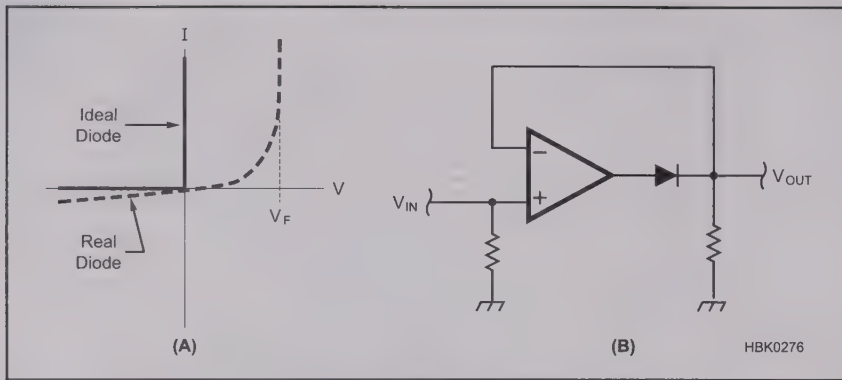 I
Ideal
Diode
V
V_F
Real
Diode
(A)
−
+
V_IN
V_OUT
(B)
HBK0276